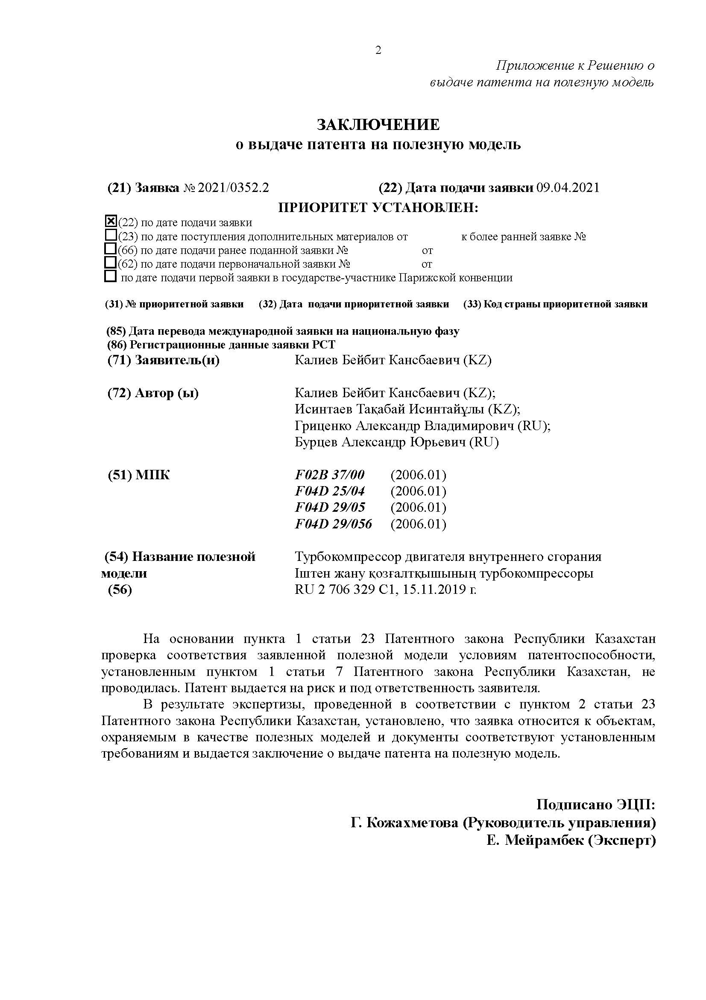 2
Приложение к Решению о
выдаче патента на полезную модель
ЗАКЛЮЧЕНИЕ
о выдаче патента на полезную модель
(21) Заявка № 2021/0352.2 (22) Дата подачи заявки 09.04.2021
ПРИОРИТЕТ УСТАНОВЛЕН:
(22) по дате подачи заявки
(23) по дате поступления дополнительных материалов от к более ранней заявке №
(66) по дате подачи ранее поданной заявки № от
(62) по дате подачи первоначальной заявки № от
по дате подачи первой заявки в государстве-участнике Парижской конвенции
(31) № приоритетной заявки (32) Дата подачи приоритетной заявки (33) Код страны приоритетной заявки
(85) Дата перевода международной заявки на национальную фазу
(86) Регистрационные данные заявки РСТ
(71) Заявитель(и) Калиев Бейбит Кансбаевич (KZ)
(72) Автор (ы) Калиев Бейбит Кансбаевич (KZ);
Исинтаев Тақабай Исинтайұлы (KZ);
Гриценко Александр Владимирович (RU);
Бурцев Александр Юрьевич (RU)
(51) МПК F02B 37/00 (2006.01)
F04D 25/04 (2006.01)
F04D 29/05 (2006.01)
F04D 29/056 (2006.01)
(54) Название полезной Турбокомпрессор двигателя внутреннего сгорания
модели Іштен жану қозғалтқышының турбокомпрессоры
(56) RU 2 706 329 C1, 15.11.2019 г.
На основании пункта 1 статьи 23 Патентного закона Республики Казахстан
проверка соответствия заявленной полезной модели условиям патентоспособности,
установленным пунктом 1 статьи 7 Патентного закона Республики Казахстан, не
проводилась. Патент выдается на риск и под ответственность заявителя.
В результате экспертизы, проведенной в соответствии с пунктом 2 статьи 23
Патентного закона Республики Казахстан, установлено, что заявка относится к объектам,
охраняемым в качестве полезных моделей и документы соответствуют установленным
требованиям и выдается заключение о выдаче патента на полезную модель.
Подписано ЭЦП:
Г. Кожахметова (Руководитель управления)
Е. Мейрамбек (Эксперт)